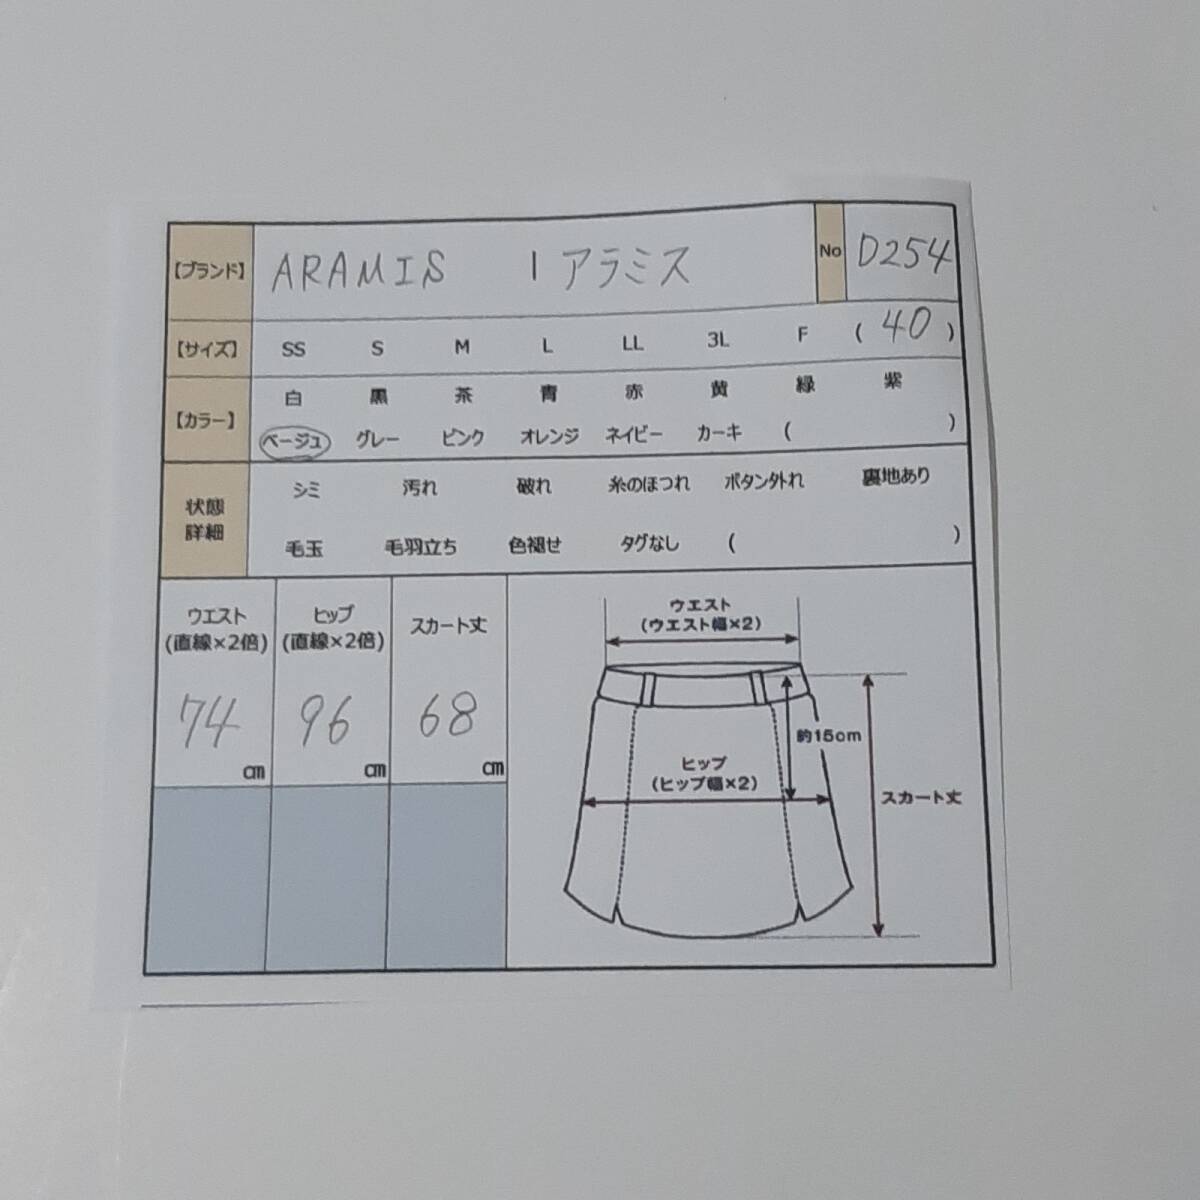 【ブランド】 ARAMIS | アラミス No D254
【サイズ】 SS S M L LL 3L F ( 40 )
【カラー】 白 黒 茶 青 赤 黄 緑 紫
ベージュ グレー ピンク オレンジ ネイビー カーキ ( )
状態
詳細
シミ 汚れ 破れ 糸のほつれ ボタン外れ 裏地あり
毛玉 毛羽立ち 色褪せ タグなし ( )
ウエスト
(直線×2倍)
74
cm
ヒップ
(直線×2倍)
96
cm
スカート丈
68
cm
ウエスト
(ウエスト幅×2)
約15cm
ヒップ
(ヒップ幅×2)
スカート丈